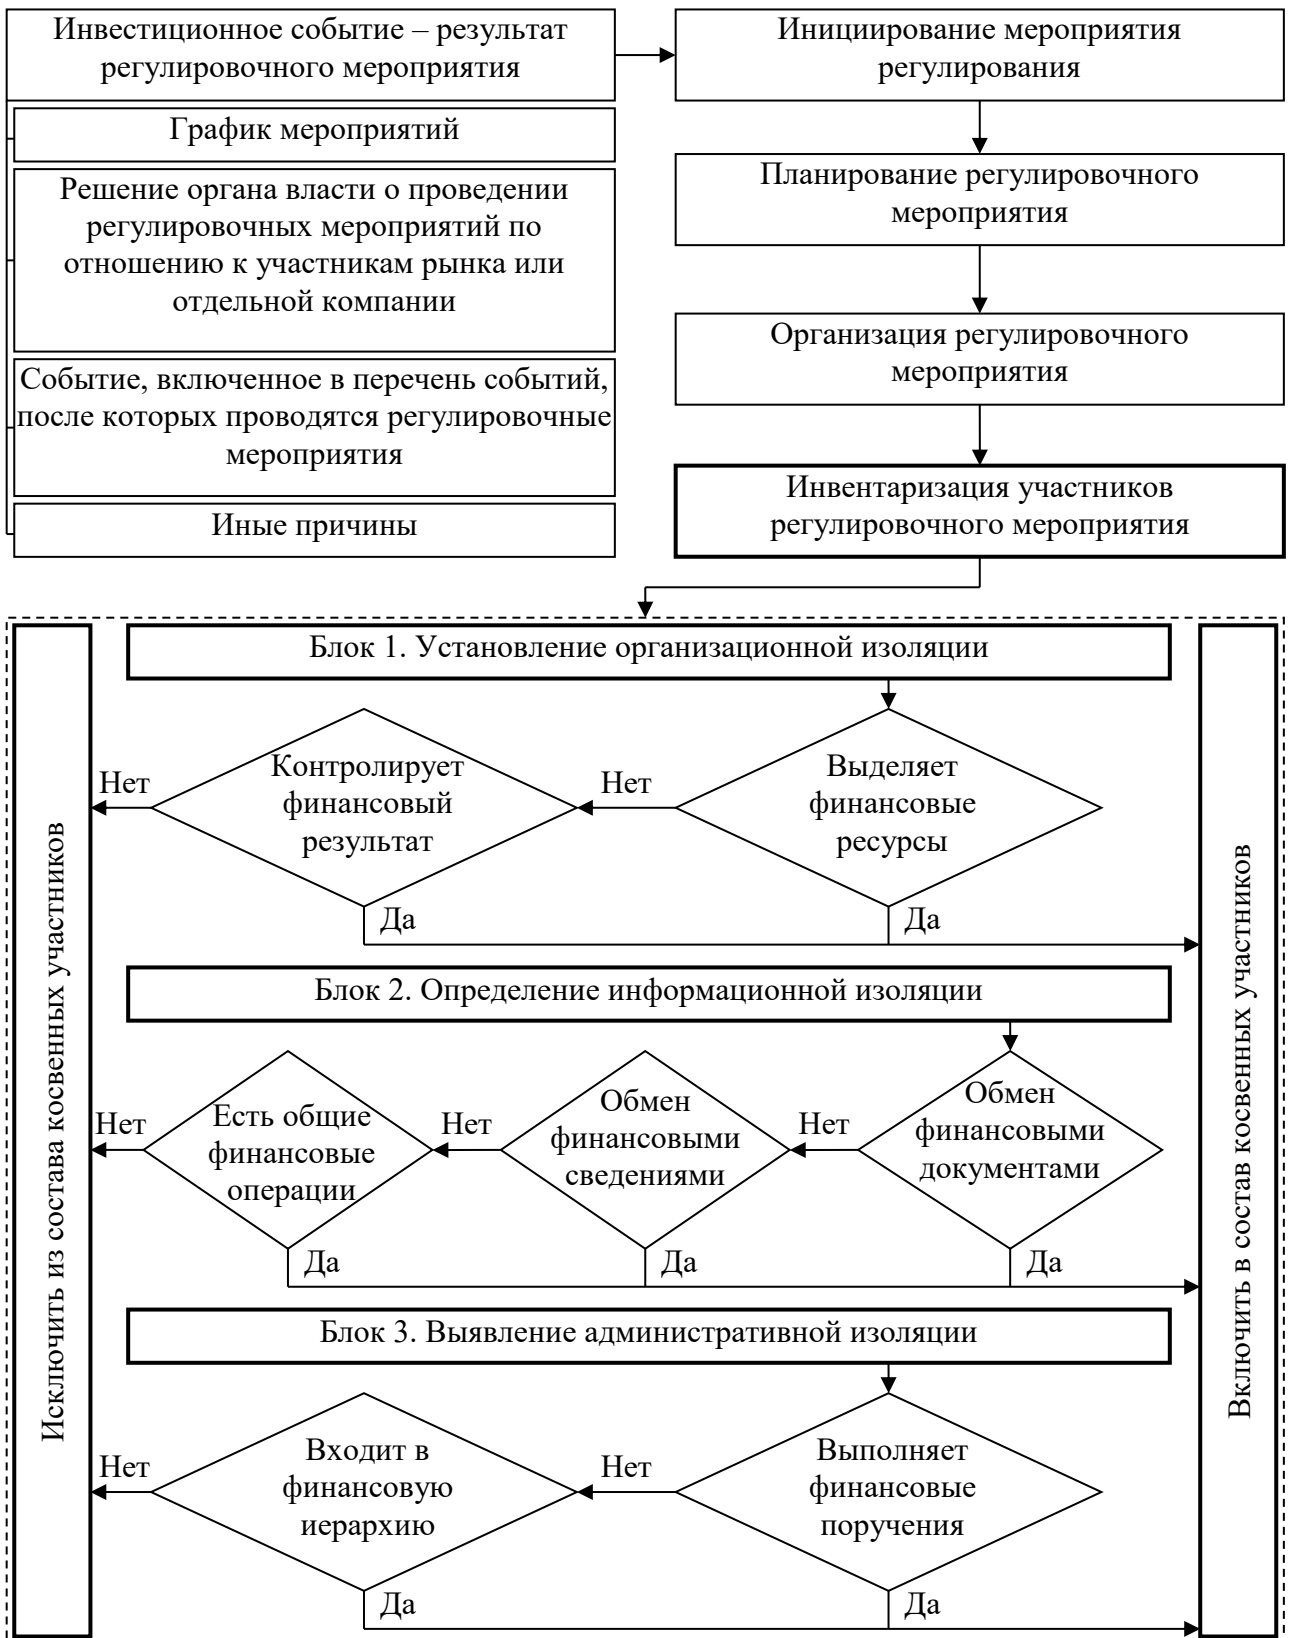 Инвестиционное событие – результат
регулировочного мероприятия
График мероприятий
Решение органа власти о проведении
регулировочных мероприятий по
отношению к участникам рынка или
отдельной компании
Событие, включенное в перечень событий,
после которых проводятся регулировочные
мероприятия
Иные причины
Инициирование мероприятия
регулирования
Планирование регулировочного
мероприятия
Организация регулировочного
мероприятия
Инвентаризация участников
регулировочного мероприятия
Исключить из состава косвенных участников
Блок 1. Установление организационной изоляции
Нет
Контролирует
финансовый
результат
Да
Нет
Выделяет
финансовые
ресурсы
Да
Блок 2. Определение информационной изоляции
Нет
Есть общие
финансовые
операции
Да
Нет
Обмен
финансовыми
сведениями
Да
Нет
Обмен
финансовыми
документами
Да
Блок 3. Выявление административной изоляции
Нет
Входит в
финансовую
иерархию
Да
Нет
Выполняет
финансовые
поручения
Да
Включить в состав косвенных участников